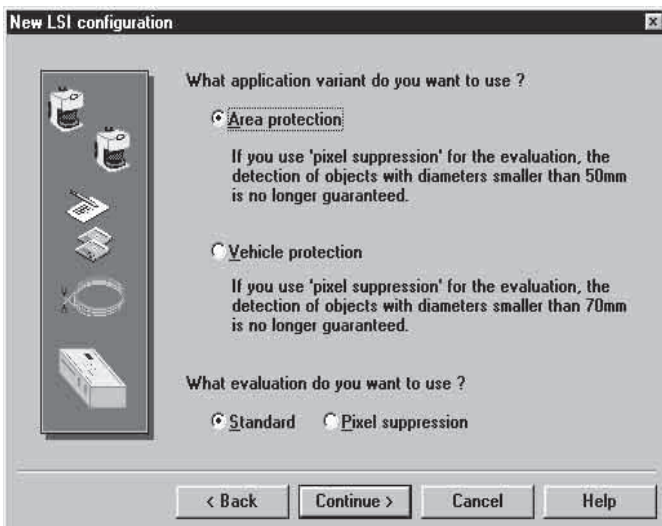 New LSI configuration
What application variant do you want to use ?
Area protection
If you use 'pixel suppression' for the evaluation, the
detection of objects with diameters smaller than 50mm
is no longer guaranteed.
Vehicle protection
If you use 'pixel suppression' for the evaluation, the
detection of objects with diameters smaller than 70mm
is no longer guaranteed.
What evaluation do you want to use ?
Standard Pixel suppression
< Back Continue > Cancel Help